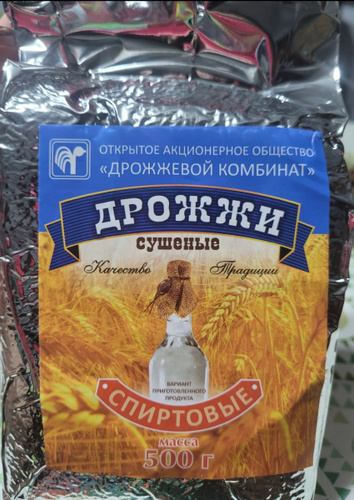 ОТКРЫТОЕ АКЦИОНЕРНОЕ ОБЩЕСТВО
«ДРОЖЖЕВОЙ КОМБИНАТ»
ДРОЖЖИ
сушеные
Качество Традиции
ВАРИАНТ
ПРИГОТОВЛЕННОГО
ПРОДУКТА
СПИРТОВЫЕ
масса
500 г